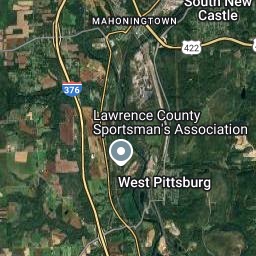 MAHONINGTOWN
South New
Castle
422
376
Lawrence County
Sportsman's Association
West Pittsburg